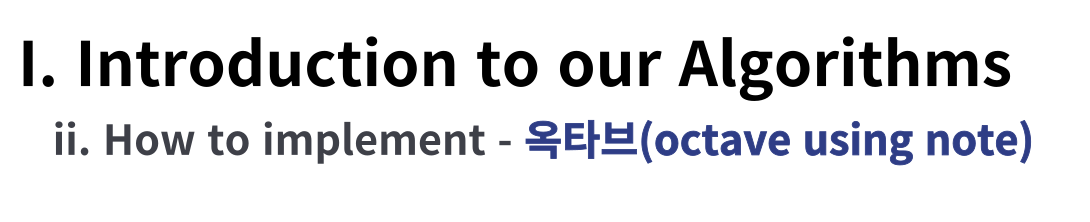 I. Introduction to our Algorithms
ii. How to implement - 옥타브(octave using note)